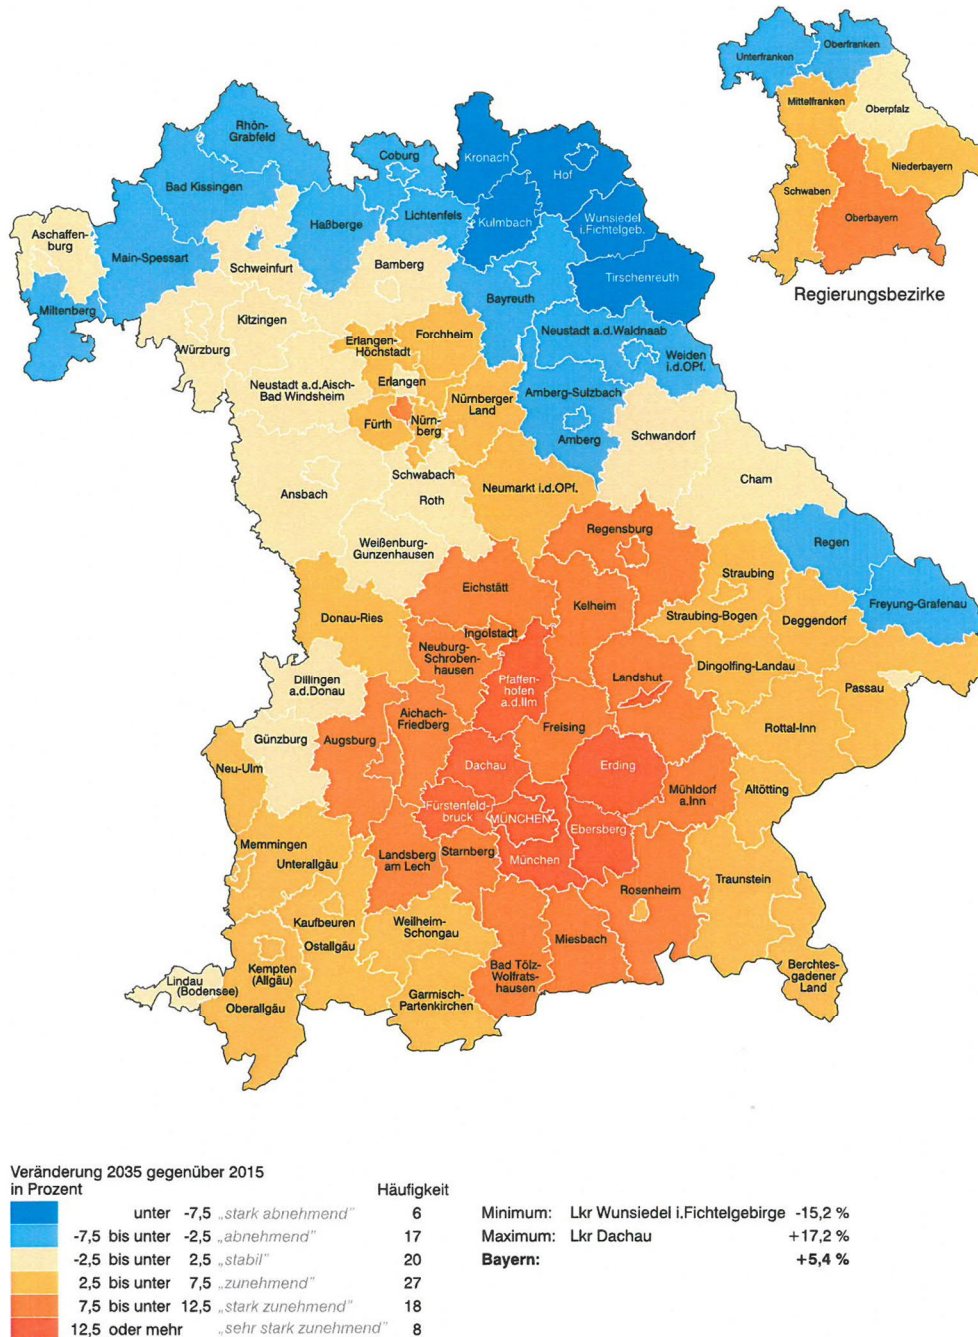 Unterfranken
Oberfranken
Mittelfranken
Oberpfalz
Niederbayern
Schwaben
Oberbayern
Regierungsbezirke
Rhön-
Grabfeld
Coburg
Kronach
Hof
Bad Kissingen
Lichtenfels
Kulmbach
Wunsiedel
i.Fichtelgeb.
Haßberge
Aschaffen-
burg
Main-Spessart
Schweinfurt
Bamberg
Tirschenreuth
Miltenberg
Bayreuth
Kitzingen
Würzburg
Erlangen-
Höchstadt
Forchheim
Neustadt a.d.Waldnaab
Weiden
i.d.OPf.
Neustadt a.d.Aisch-
Bad Windsheim
Erlangen
Nürnberger
Land
Amberg-Sulzbach
Fürth
Nürn-
berg
Amberg
Schwandorf
Schwabach
Ansbach
Roth
Neumarkt i.d.OPf.
Cham
Weißenburg-
Gunzenhausen
Regensburg
Regen
Eichstätt
Straubing
Kelheim
Freyung-Grafenau
Donau-Ries
Ingolstadt
Straubing-Bogen
Deggendorf
Neuburg-
Schroben-
hausen
Dingolfing-Landau
Dillingen
a.d.Donau
Pfaffen-
hofen
a.d.Ilm
Landshut
Passau
Aichach-
Friedberg
Rottal-Inn
Günzburg
Augsburg
Freising
Neu-Ulm
Dachau
Erding
Mühldorf
a.Inn
Altötting
Fürstenfeld-
bruck
MÜNCHEN
Ebersberg
Memmingen
Unterallgäu
Landsberg
am Lech
Starnberg
München
Rosenheim
Traunstein
Kaufbeuren
Weilheim-
Schongau
Ostallgäu
Miesbach
Bad Tölz-
Wolfrats-
hausen
Berchtes-
gadener
Land
Lindau
(Bodensee)
Kempten
(Allgäu)
Oberallgäu
Garmisch-
Partenkirchen
Veränderung 2035 gegenüber 2015
in Prozent Häufigkeit
unter -7,5 „stark abnehmend" 6
-7,5 bis unter -2,5 „abnehmend" 17
-2,5 bis unter 2,5 „stabil" 20
2,5 bis unter 7,5 „zunehmend" 27
7,5 bis unter 12,5 „stark zunehmend" 18
12,5 oder mehr „sehr stark zunehmend" 8
Minimum: Lkr Wunsiedel i.Fichtelgebirge -15,2 %
Maximum: Lkr Dachau +17,2 %
Bayern: +5,4 %